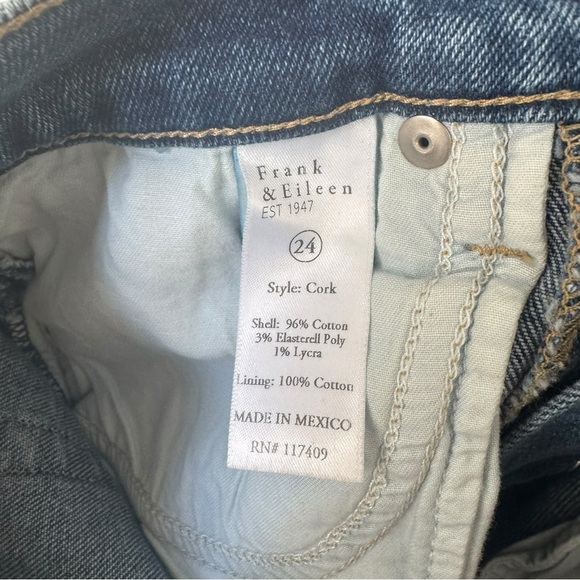 Frank
& Eileen
EST 1947
24
Style: Cork
Shell: 96% Cotton
3% Elasterell Poly
1% Lycra
Lining: 100% Cotton
MADE IN MEXICO
RN# 117409